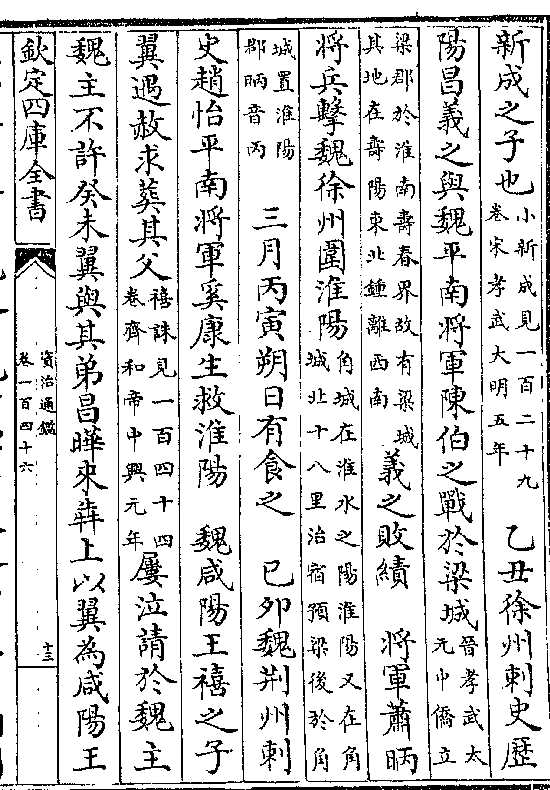 新成之子也小新成見一百二十九卷宋孝武大明五年 乙丑徐州刺史歷
陽昌義之與魏平南將軍陳伯之戰於梁城晉孝武太元中僑立
梁郡於淮南壽春界故有梁城其地在壽陽東北鍾離西南義之敗績 將軍蕭昞
將兵擊魏徐州圍淮陽角城在淮水之陽淮陽又在角城北十八里治宿預梁後於角
城置淮陽郡昞音丙 三月丙寅朔日有食之 己卯魏荆州刺
史趙怡平南將軍奚康生救淮陽 魏咸陽王禧之子
翼遇赦求葬其父禧誅見一百四十四卷齊和帝中興元年屢泣請於魏主
魏主不許癸未翼與其弟昌曄來犇上以翼為咸陽王
欽定四庫全書
資治通鑑
卷一百四十六
十三